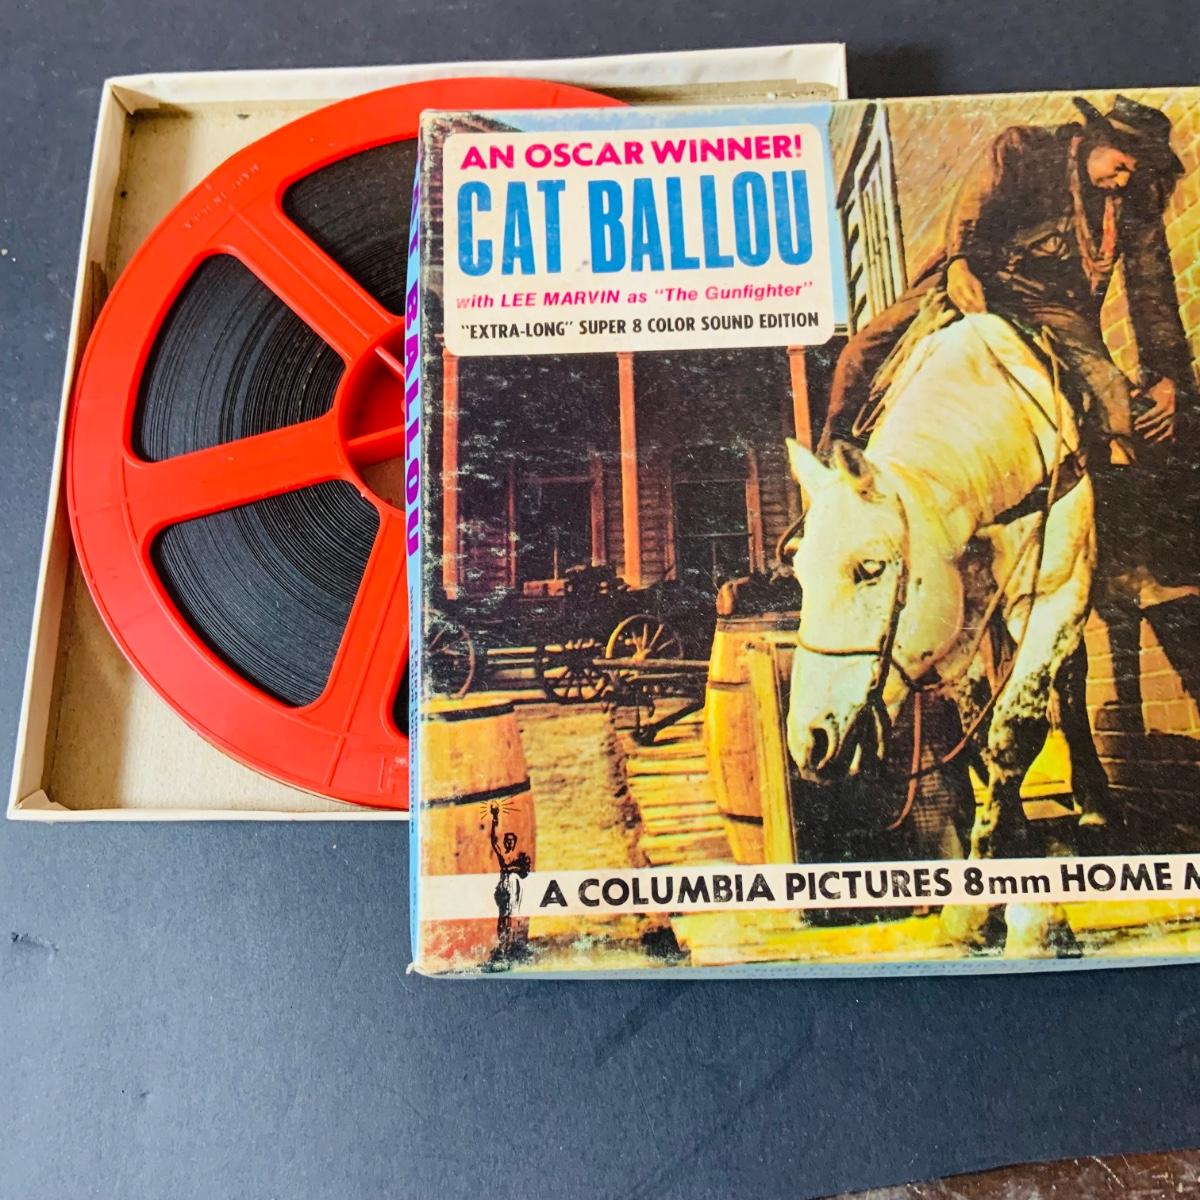 AN OSCAR WINNER!
CAT BALLOU
with LEE MARVIN as "The Gunfighter"
"EXTRA-LONG" SUPER 8 COLOR SOUND EDITION
CAT BALLOU
A COLUMBIA PICTURES 8mm HOME M